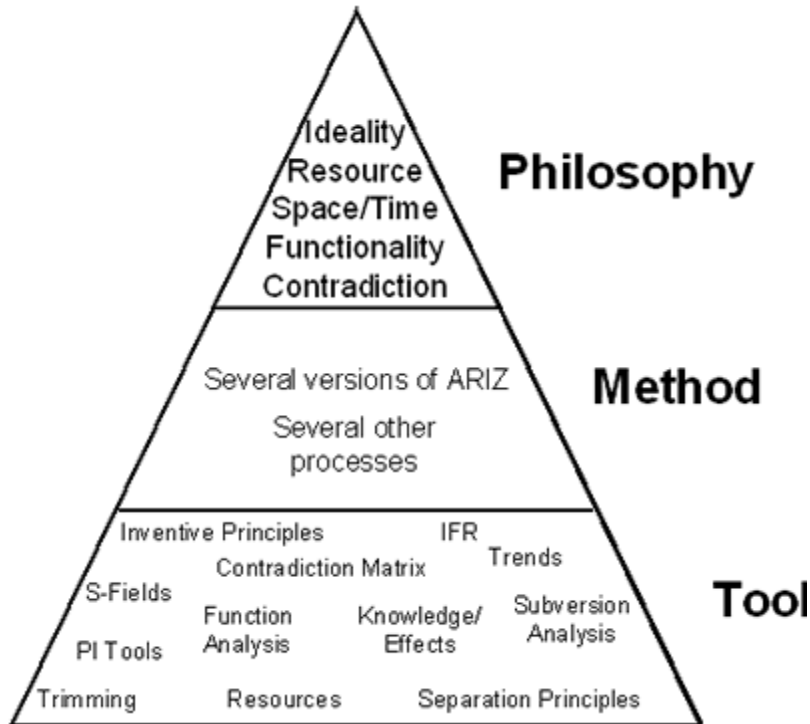 Ideality
Resource
Space/Time
Functionality
Contradiction
Philosophy
Several versions of ARIZ
Several other
processes
Method
Inventive Principles
IFR
Trends
Contradiction Matrix
S-Fields
Function
Analysis
Knowledge/
Effects
Subversion
Analysis
Tool
PI Tools
Trimming
Resources
Separation Principles